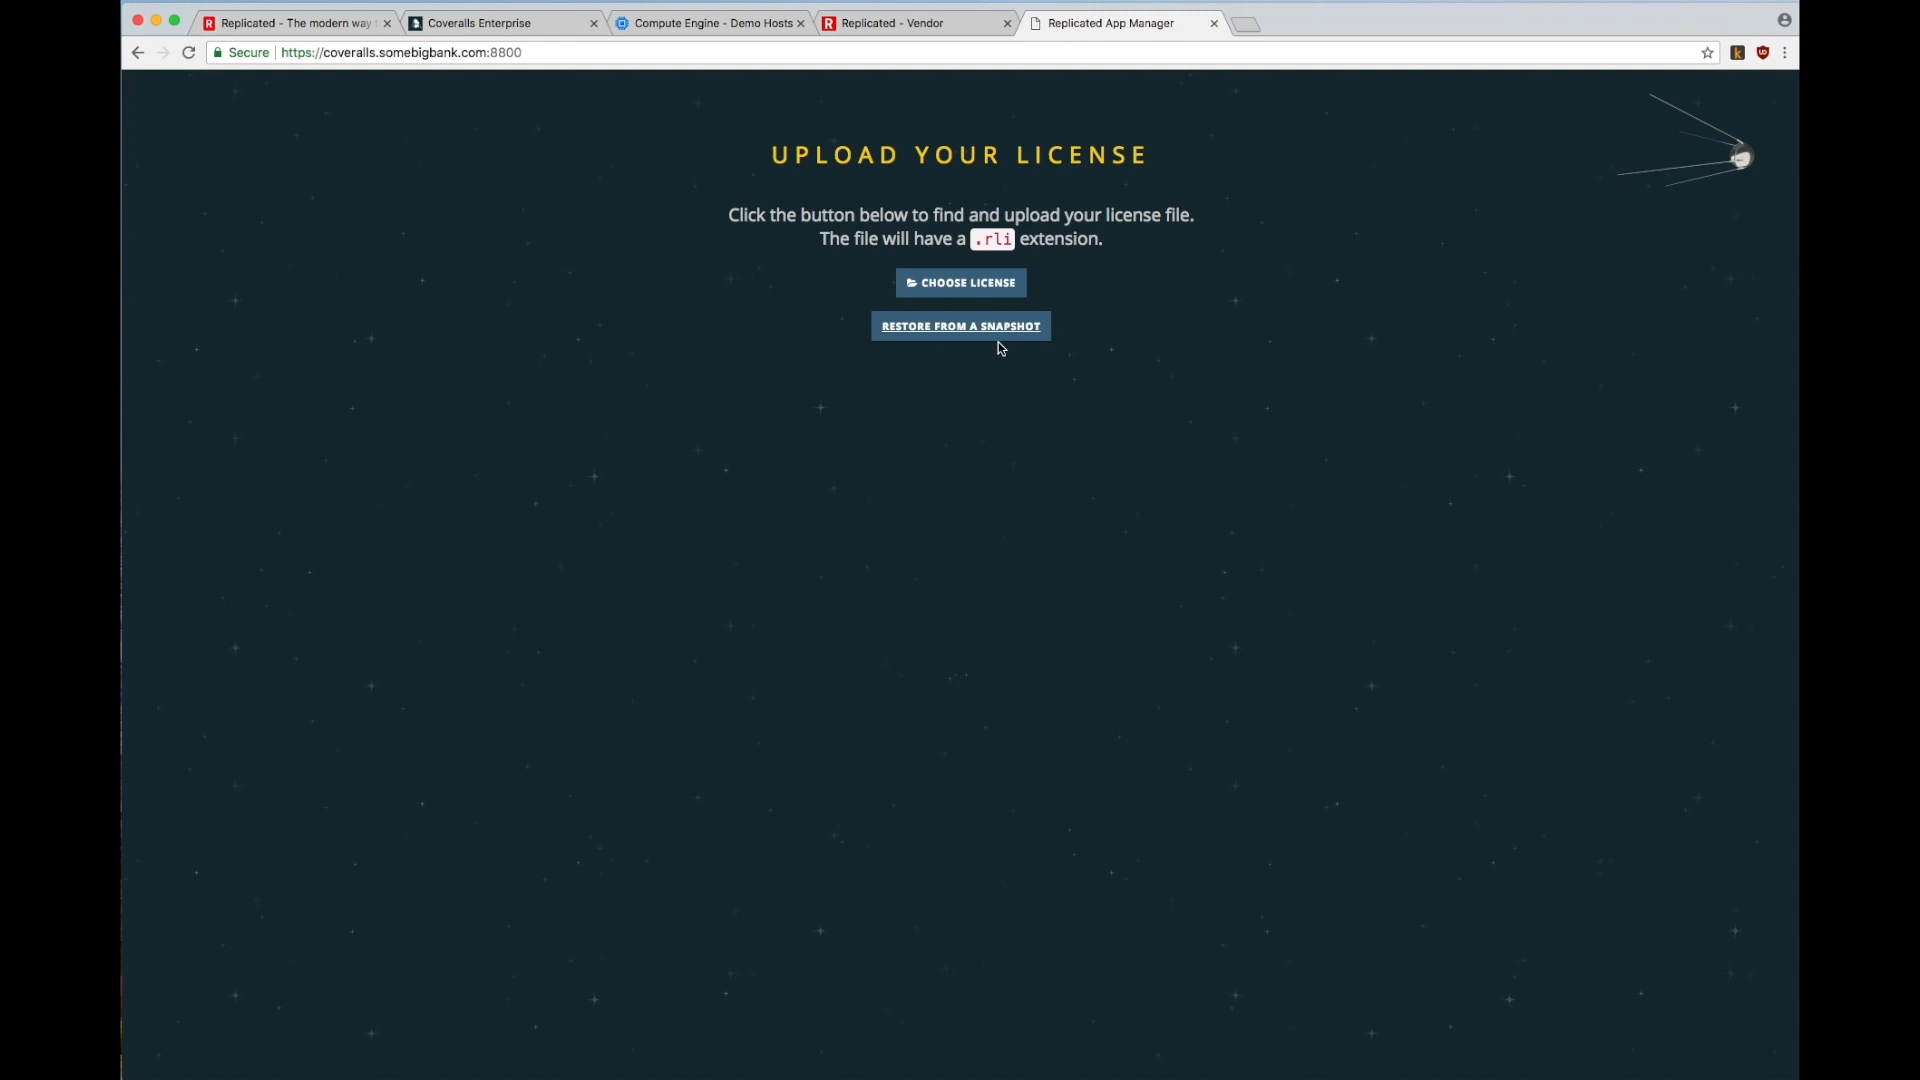 Replicated - The modern way
Coveralls Enterprise
Compute Engine - Demo Hosts
Replicated - Vendor
Replicated App Manager
Secure
https://coveralls.somebigbank.com:8800
UPLOAD YOUR LICENSE
Click the button below to find and upload your license file.
The file will have a .rli extension.
CHOOSE LICENSE
RESTORE FROM A SNAPSHOT